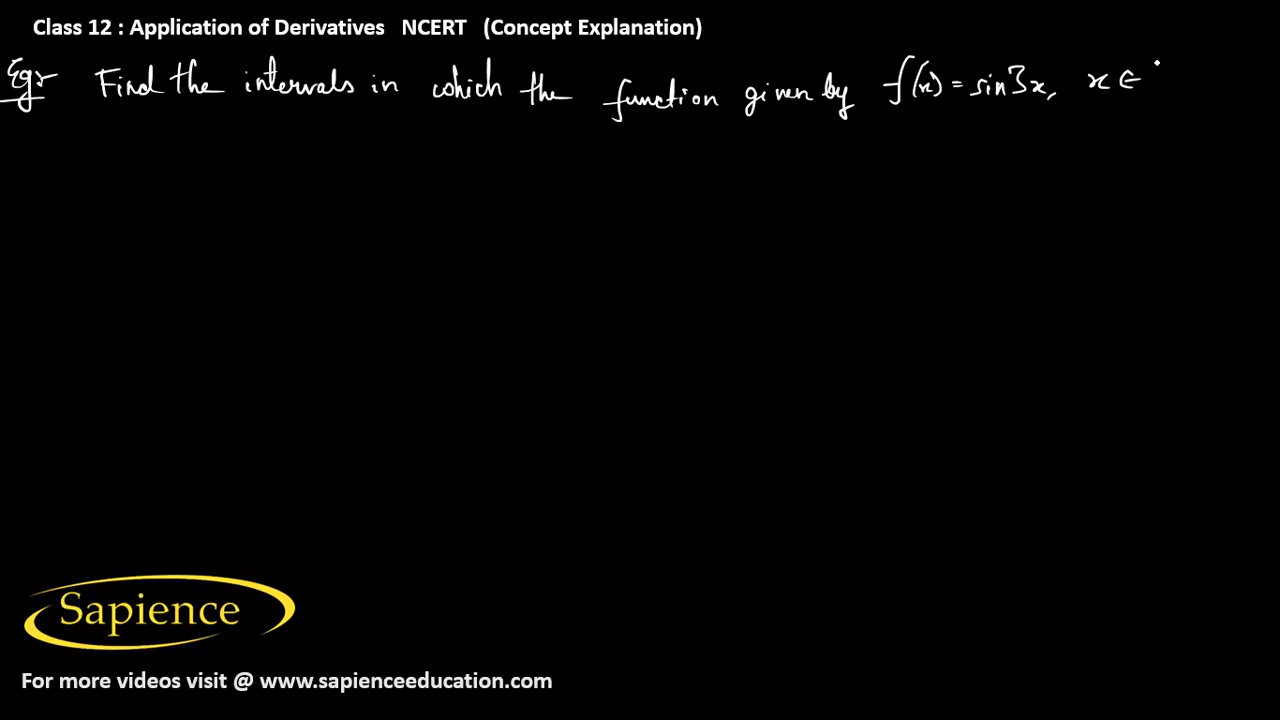 Class 12 : Application of Derivatives NCERT (Concept Explanation)
Eg:- Find the intervals in which the function given by f(x) = sin3x, x ∈
Sapience
For more videos visit @ www.sapienceeducation.com